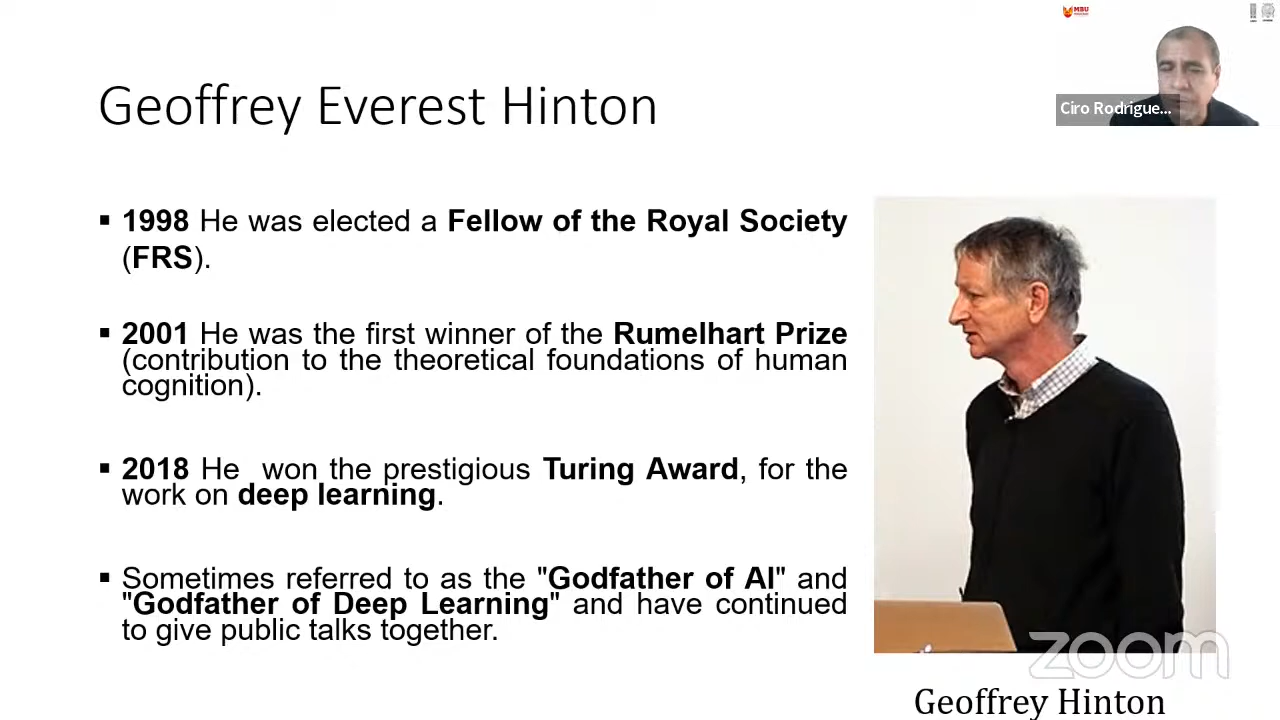 MBU
Ciro Rodrigue...
Geoffrey Everest Hinton
▪ 1998 He was elected a Fellow of the Royal Society
(FRS).
▪ 2001 He was the first winner of the Rumelhart Prize
(contribution to the theoretical foundations of human
cognition).
▪ 2018 He won the prestigious Turing Award, for the
work on deep learning.
▪ Sometimes referred to as the "Godfather of AI" and
"Godfather of Deep Learning" and have continued
to give public talks together.
zoom
Geoffrey Hinton